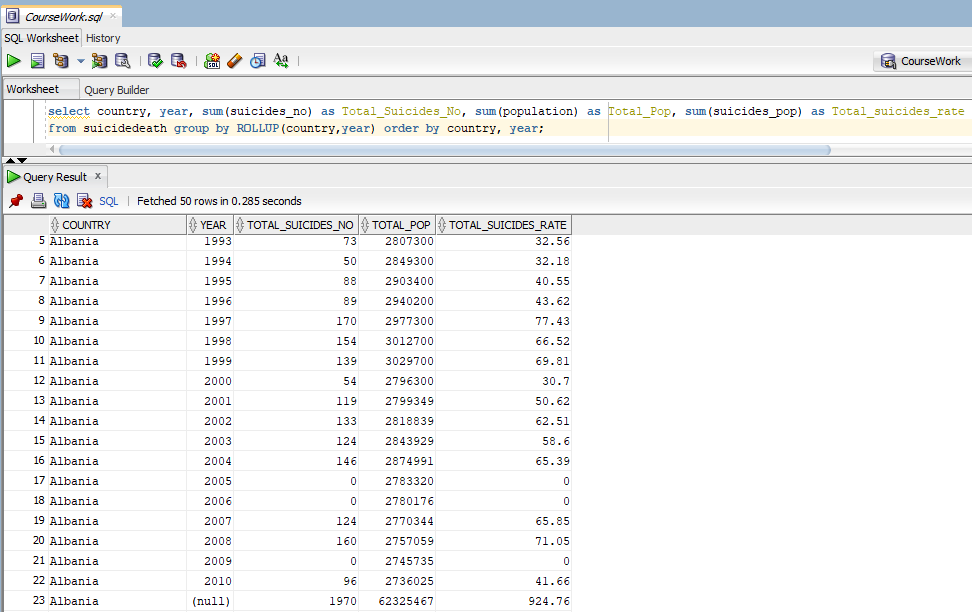 CourseWork.sql
SQL Worksheet History
CourseWork
Worksheet Query Builder
select country, year, sum(suicides_no) as Total_Suicides_No, sum(population) as Total_Pop, sum(suicides_pop) as Total_suicides_rate
from suicidedeath group by ROLLUP(country,year) order by country, year;
Query Result
SQL | Fetched 50 rows in 0.285 seconds
COUNTRY YEAR TOTAL_SUICIDES_NO TOTAL_POP TOTAL_SUICIDES_RATE
5 Albania 1993 73 2807300 32.56
6 Albania 1994 50 2849300 32.18
7 Albania 1995 88 2903400 40.55
8 Albania 1996 89 2940200 43.62
9 Albania 1997 170 2977300 77.43
10 Albania 1998 154 3012700 66.52
11 Albania 1999 139 3029700 69.81
12 Albania 2000 54 2796300 30.7
13 Albania 2001 119 2799349 50.62
14 Albania 2002 133 2818839 62.51
15 Albania 2003 124 2843929 58.6
16 Albania 2004 146 2874991 65.39
17 Albania 2005 0 2783320 0
18 Albania 2006 0 2780176 0
19 Albania 2007 124 2770344 65.85
20 Albania 2008 160 2757059 71.05
21 Albania 2009 0 2745735 0
22 Albania 2010 96 2736025 41.66
23 Albania (null) 1970 62325467 924.76